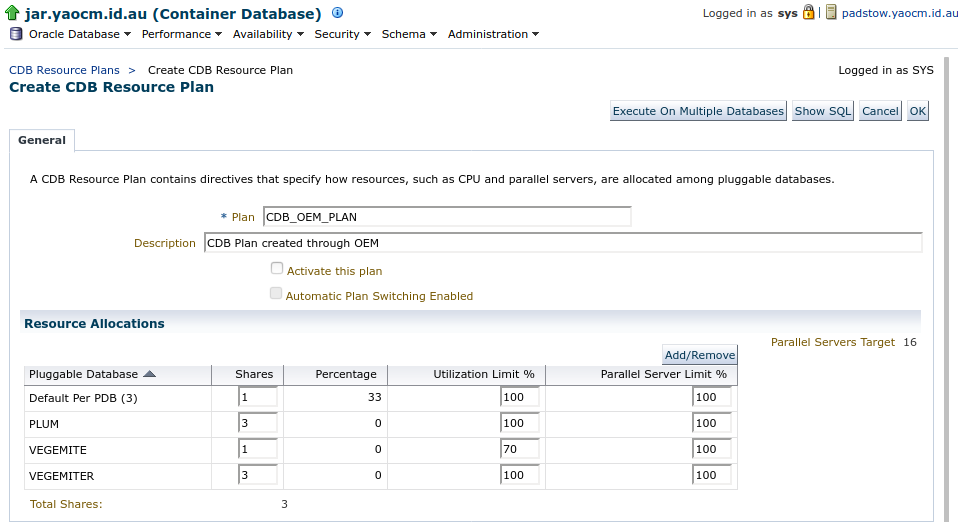 jar.yaocm.id.au (Container Database)
Logged in as sys
padstow.yaocm.id.au
Oracle Database Performance Availability Security Schema Administration
CDB Resource Plans > Create CDB Resource Plan
Logged in as SYS
Create CDB Resource Plan
Execute On Multiple Databases Show SQL Cancel OK
General
A CDB Resource Plan contains directives that specify how resources, such as CPU and parallel servers, are allocated among pluggable databases.
* Plan CDB_OEM_PLAN
Description CDB Plan created through OEM
Activate this plan
Automatic Plan Switching Enabled
Resource Allocations
Parallel Servers Target 16
Add/Remove
Pluggable Database Shares Percentage Utilization Limit % Parallel Server Limit %
Default Per PDB (3) 1 33 100 100
PLUM 3 0 100 100
VEGEMITE 1 0 70 100
VEGEMITER 3 0 100 100
Total Shares: 3